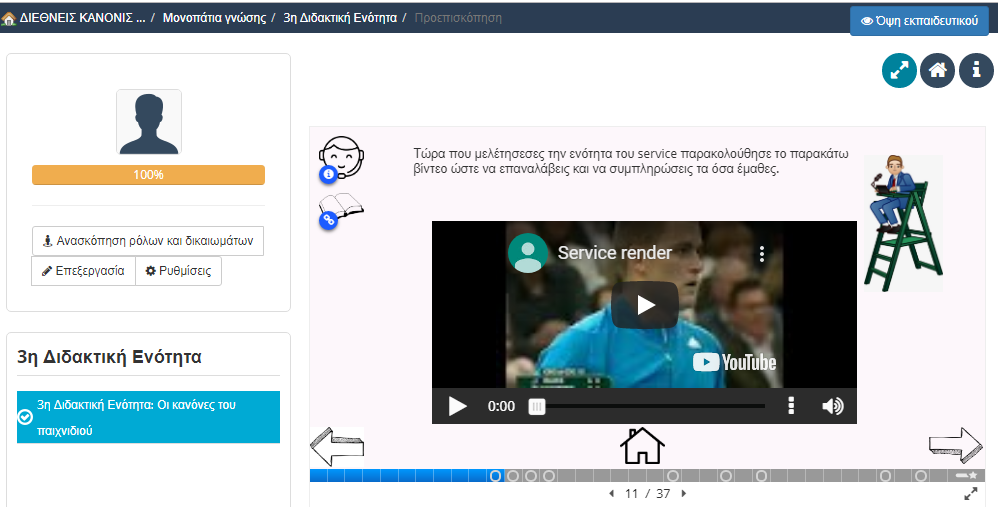 ΔΙΕΘΝΕΙΣ ΚΑΝΟΝΙΣ ... / Μονοπάτια γνώσης / 3η Διδακτική Ενότητα / Προεπισκόπηση
Όψη εκπαιδευτικού
100%
Ανασκόπηση ρόλων και δικαιωμάτων
Επεξεργασία
Ρυθμίσεις
3η Διδακτική Ενότητα
3η Διδακτική Ενότητα: Οι κανόνες του
παιχνιδιού
Τώρα που μελέτησεσες την ενότητα του service παρακολούθησε το παρακάτω
βίντεο ώστε να επαναλάβεις και να συμπληρώσεις τα όσα έμαθες.
Service render
YouTube
0:00
11 / 37